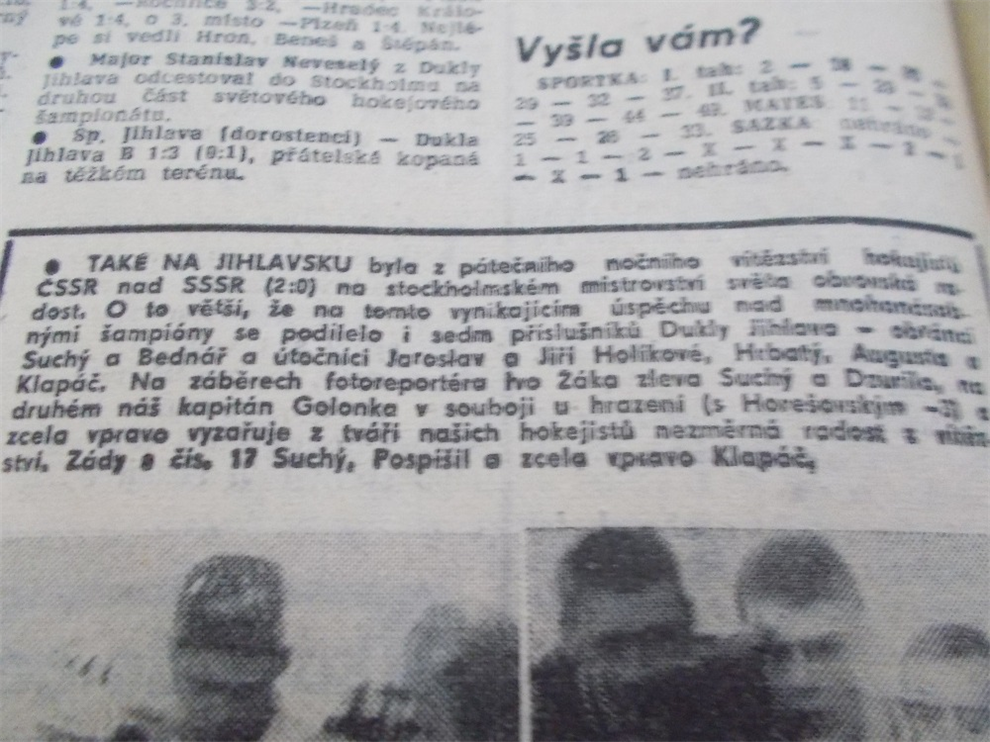 1:4, —Roudnice 3:2, —Hradec Králo-
vé 1:4, o 3. místo —Plzeň 1:4. Nejlé-
pe si vedli Hron, Beneš a Štěpán.
● Major Stanislav Neveselý z Dukly
Jihlava odcestoval do Stockholmu na
druhou část světového hokejového
šampionátu.
● Sp. Jihlava (dorostenci) — Dukla
Jihlava B 1:3 (0:1), přátelská kopaná
na těžkém terénu.
Vyšla vám?
SPORTKA: I. tah: 2 — 28 —
29 — 32 — 37. II. tah: 5 —
— 39 — 44 — 49. MATES:
25 — 28 — 33. SAZKA nehráno —
1 — 1 — 2 — X — X — X —
— X — 1 — nehráno.
● TAKÉ NA JIHLAVSKU byla z pátečního nočního vítězství hokejistů
ČSSR nad SSSR (2:0) na stockholmském mistrovství světa obrovská ra-
dost. O to větší, že na tomto vynikajícím úspěchu nad mnohonásob-
nými šampióny se podílelo i sedm příslušníků Dukly Jihlava – obránci
Suchý a Bednář a útočníci Jaroslav a Jiří Holíkové, Hrbatý, Augusta a
Klapáč. Na záběrech fotoreportéra Ivo Žáka zleva Suchý a Dzurilla, na
druhém náš kapitán Golonka v souboji u hrazení (s Horešovským –3) a
zcela vpravo vyzařuje z tváří našich hokejistů nezměrná radost z vítěz-
ství. Zády s čís. 17 Suchý, Pospíšil a zcela vpravo Klapáč.